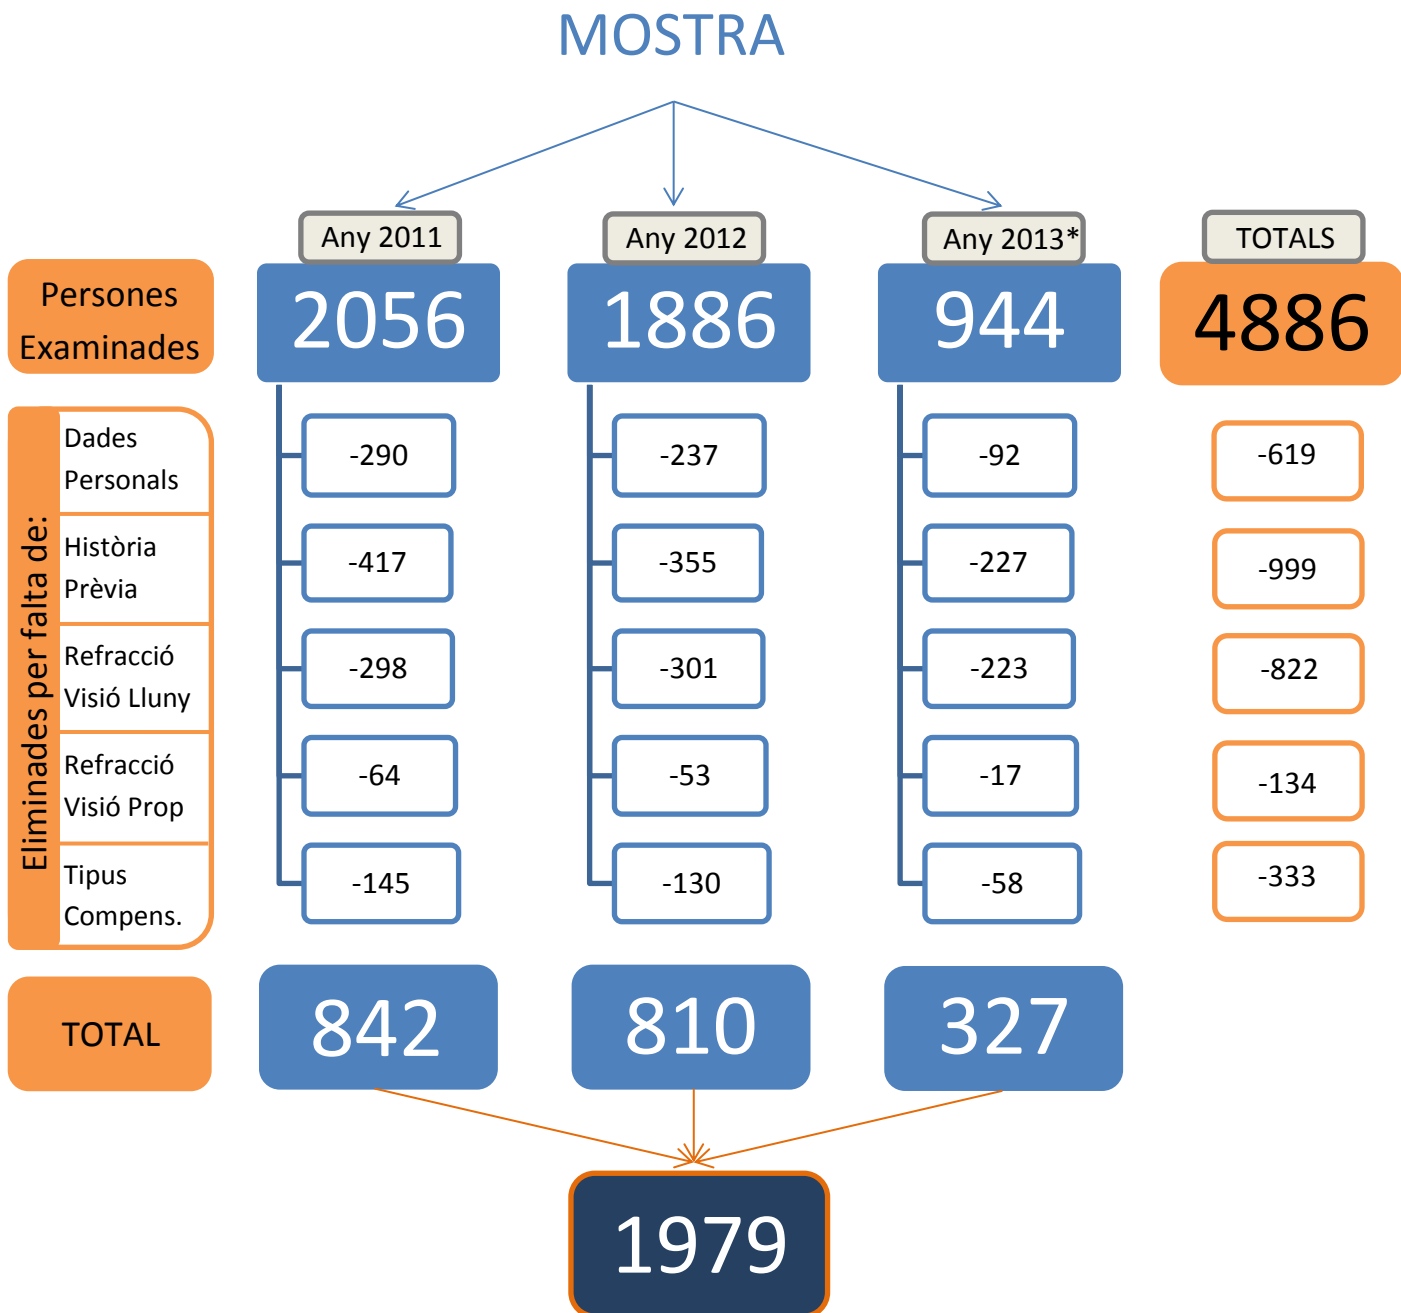 MOSTRA
Any 2011
Any 2012
Any 2013*
TOTALS
Persones
Examinades
2056
1886
944
4886
Eliminades per falta de:
Dades
Personals
-290
-237
-92
-619
Història
Prèvia
-417
-355
-227
-999
Refracció
Visió Lluny
-298
-301
-223
-822
Refracció
Visió Prop
-64
-53
-17
-134
Tipus
Compens.
-145
-130
-58
-333
TOTAL
842
810
327
1979